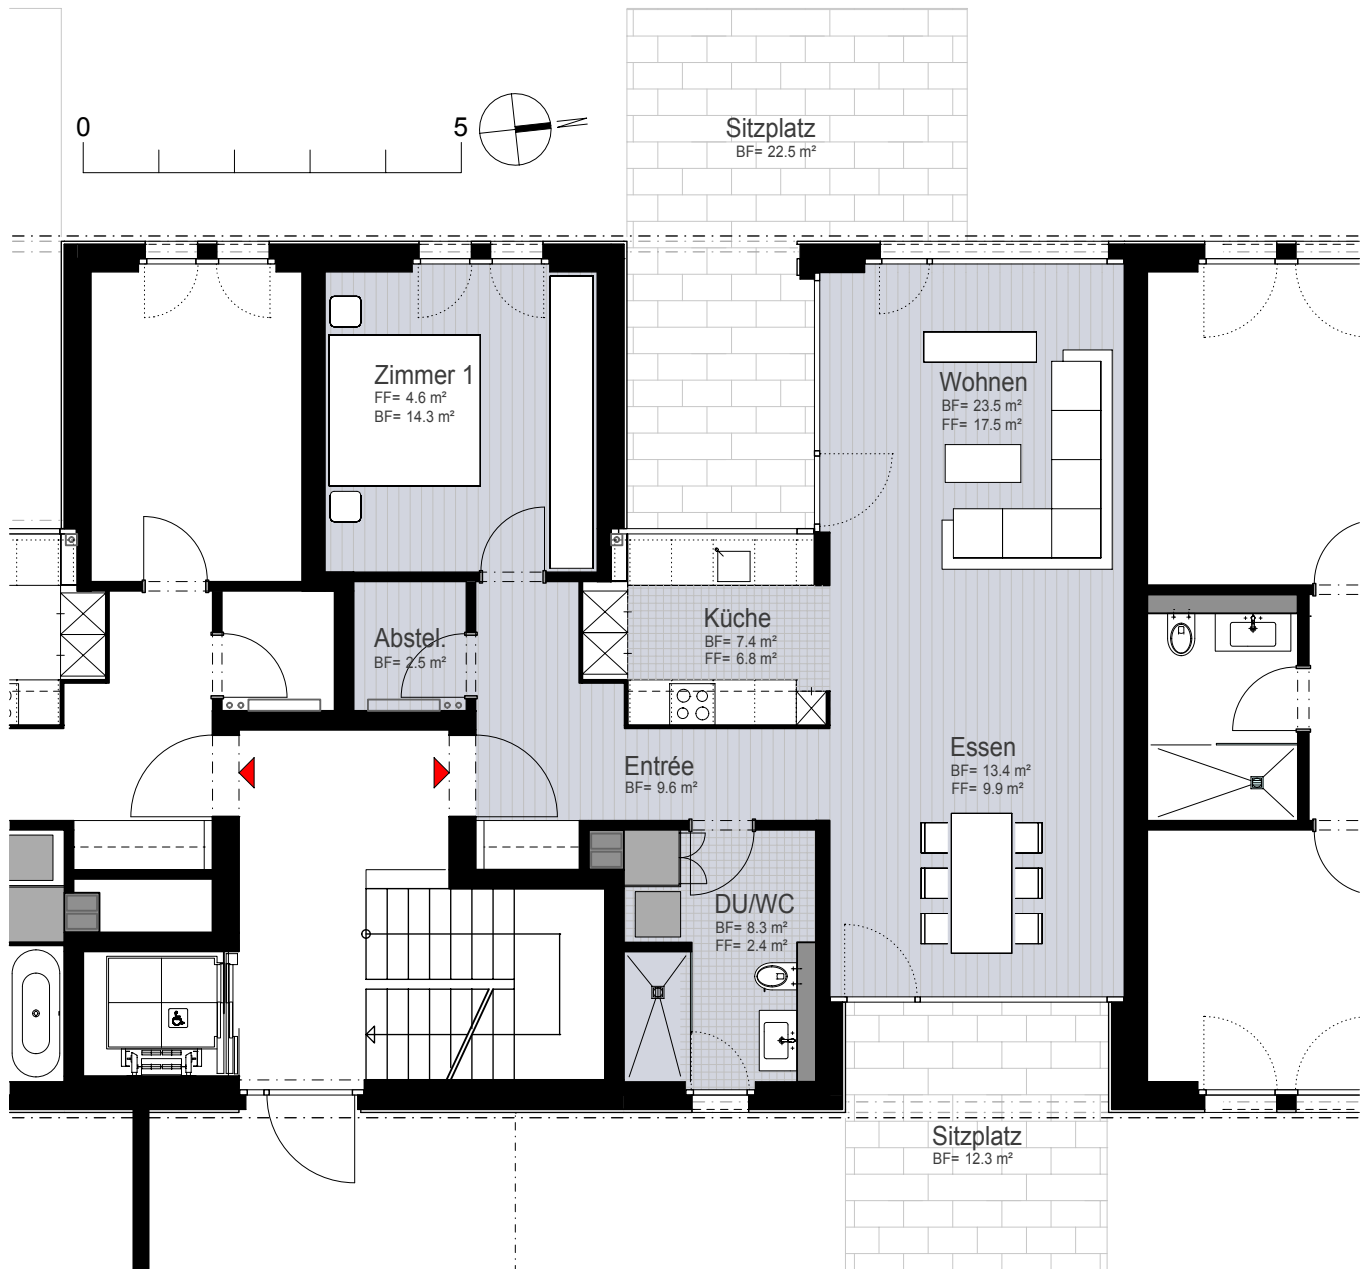 0
5
N
Sitzplatz
BF= 22.5 m²
Zimmer 1
FF= 4.6 m²
BF= 14.3 m²
Wohnen
BF= 23.5 m²
FF= 17.5 m²
Abstel.
BF= 2.5 m²
Küche
BF= 7.4 m²
FF= 6.8 m²
Entrée
BF= 9.6 m²
Essen
BF= 13.4 m²
FF= 9.9 m²
DU/WC
BF= 8.3 m²
FF= 2.4 m²
Sitzplatz
BF= 12.3 m²